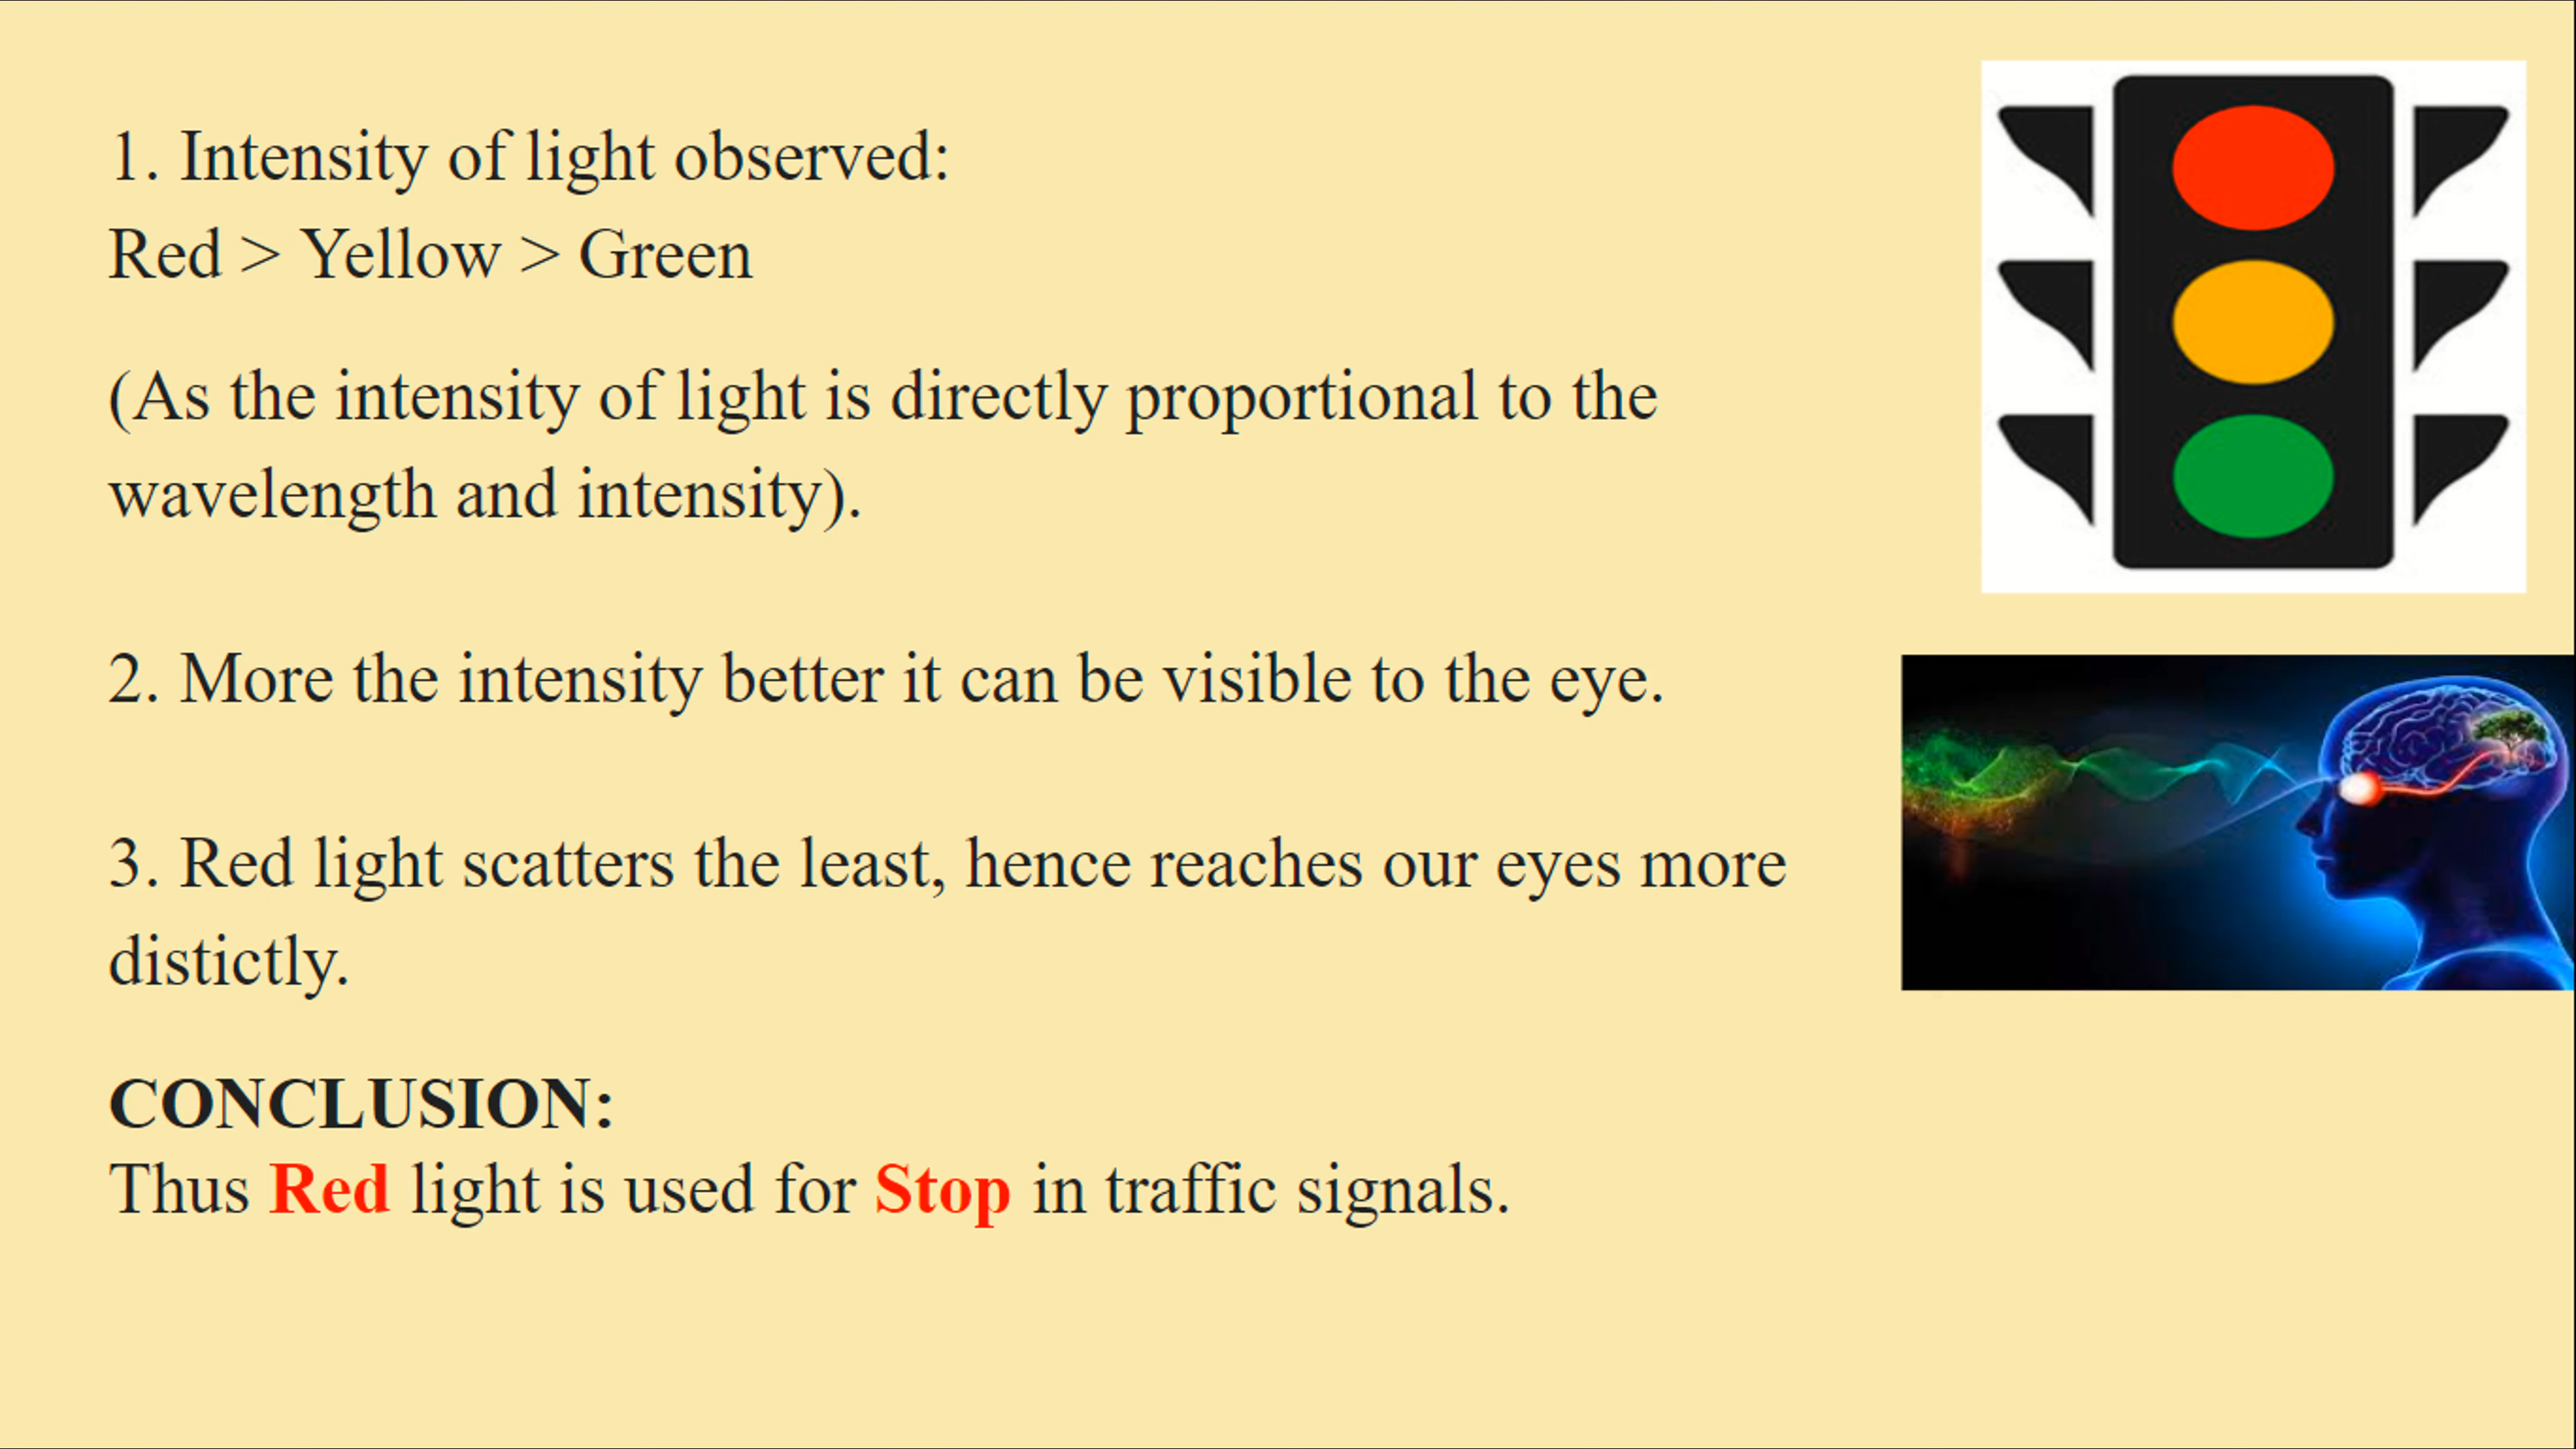 1. Intensity of light observed:
Red > Yellow > Green
(As the intensity of light is directly proportional to the
wavelength and intensity).
2. More the intensity better it can be visible to the eye.
3. Red light scatters the least, hence reaches our eyes more
distictly.
CONCLUSION:
Thus Red light is used for Stop in traffic signals.